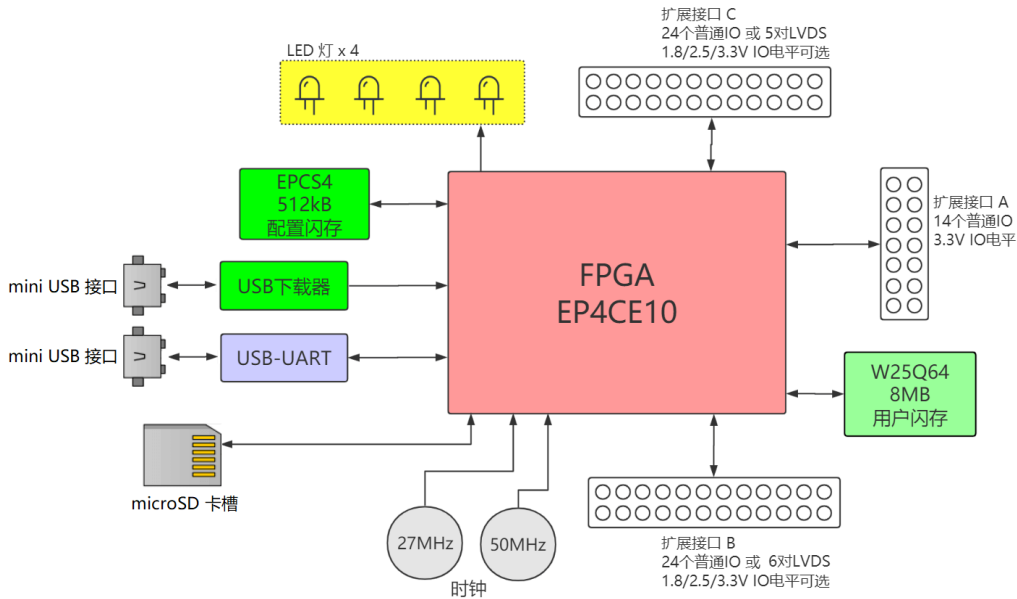 扩展接口 C
24个普通IO 或 5对LVDS
1.8/2.5/3.3V IO电平可选
LED 灯 x 4
EPCS4
512kB
配置闪存
扩展接口 A
14个普通IO
3.3V IO电平
mini USB 接口
USB下载器
FPGA
EP4CE10
mini USB 接口
USB-UART
W25Q64
8MB
用户闪存
microSD 卡槽
27MHz
50MHz
时钟
扩展接口 B
24个普通IO 或 6对LVDS
1.8/2.5/3.3V IO电平可选